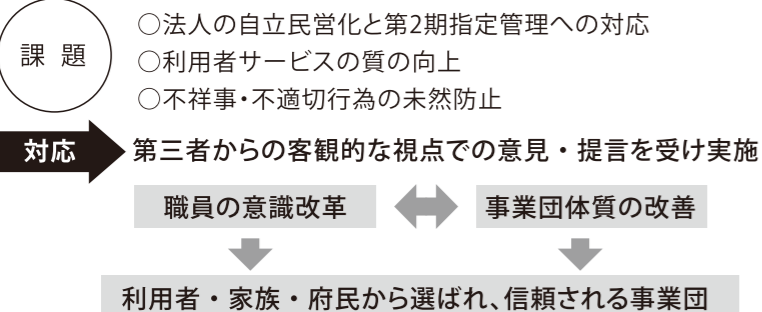 課題
○法人の自立民営化と第2期指定管理への対応
○利用者サービスの質の向上
○不祥事・不適切行為の未然防止
対応
第三者からの客観的な視点での意見・提言を受け実施
職員の意識改革
事業団体質の改善
利用者・家族・府民から選ばれ、信頼される事業団